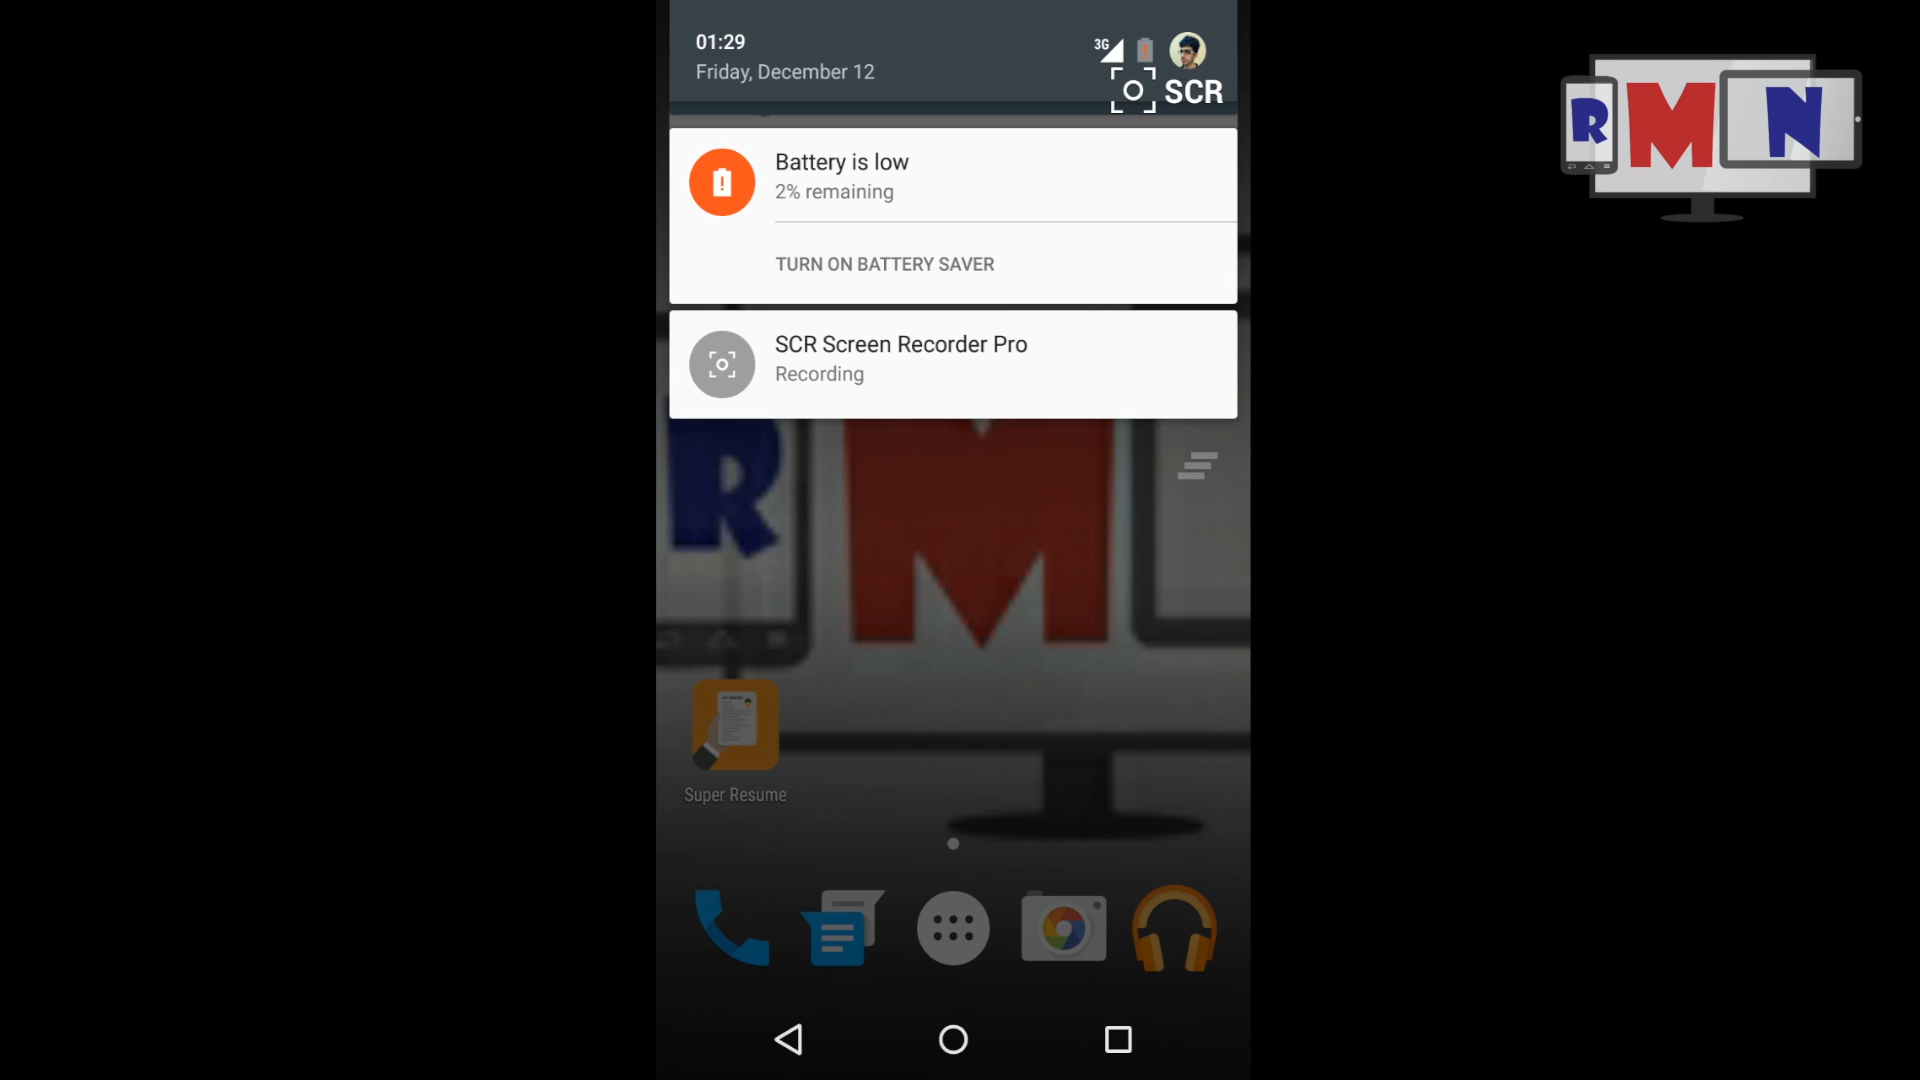 01:29
Friday, December 12
3G
SCR
Battery is low
2% remaining
TURN ON BATTERY SAVER
SCR Screen Recorder Pro
Recording
R M
Super Resume
R M N